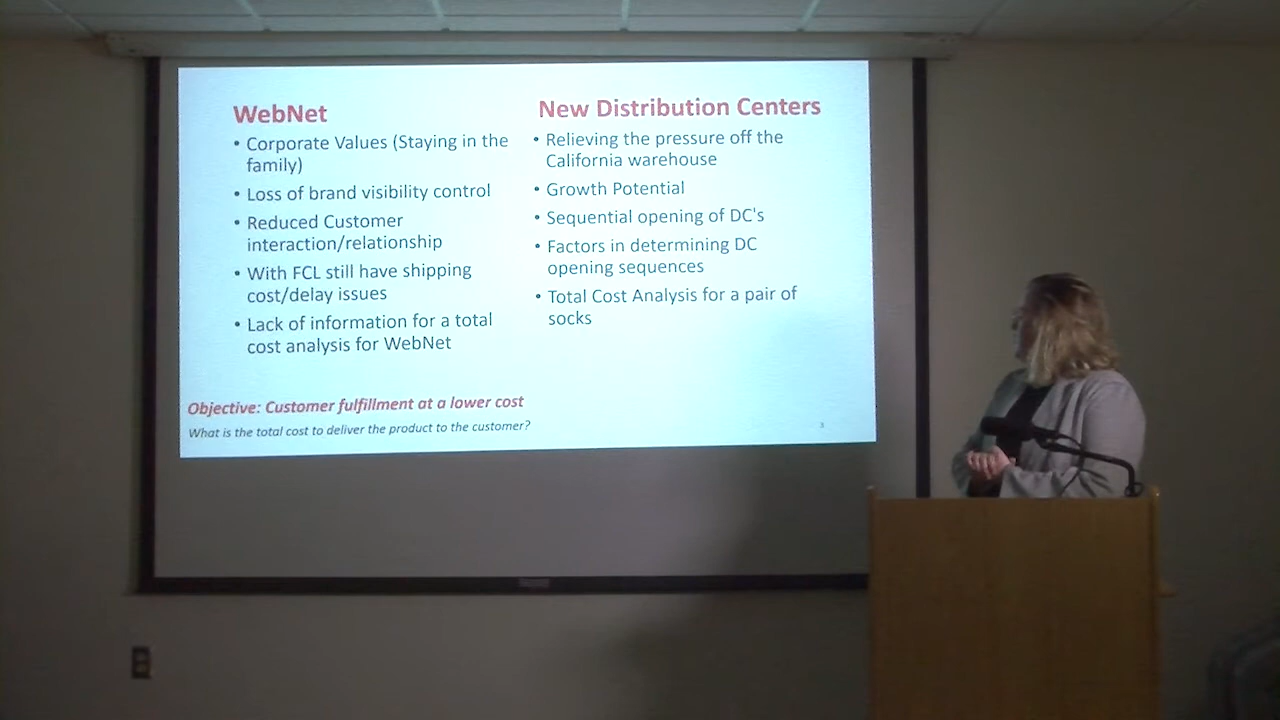 WebNet
• Corporate Values (Staying in the
family)
• Loss of brand visibility control
• Reduced Customer
interaction/relationship
• With FCL still have shipping
cost/delay issues
• Lack of information for a total
cost analysis for WebNet
New Distribution Centers
• Relieving the pressure off the
California warehouse
• Growth Potential
• Sequential opening of DC's
• Factors in determining DC
opening sequences
• Total Cost Analysis for a pair of
socks
Objective: Customer fulfillment at a lower cost
What is the total cost to deliver the product to the customer?